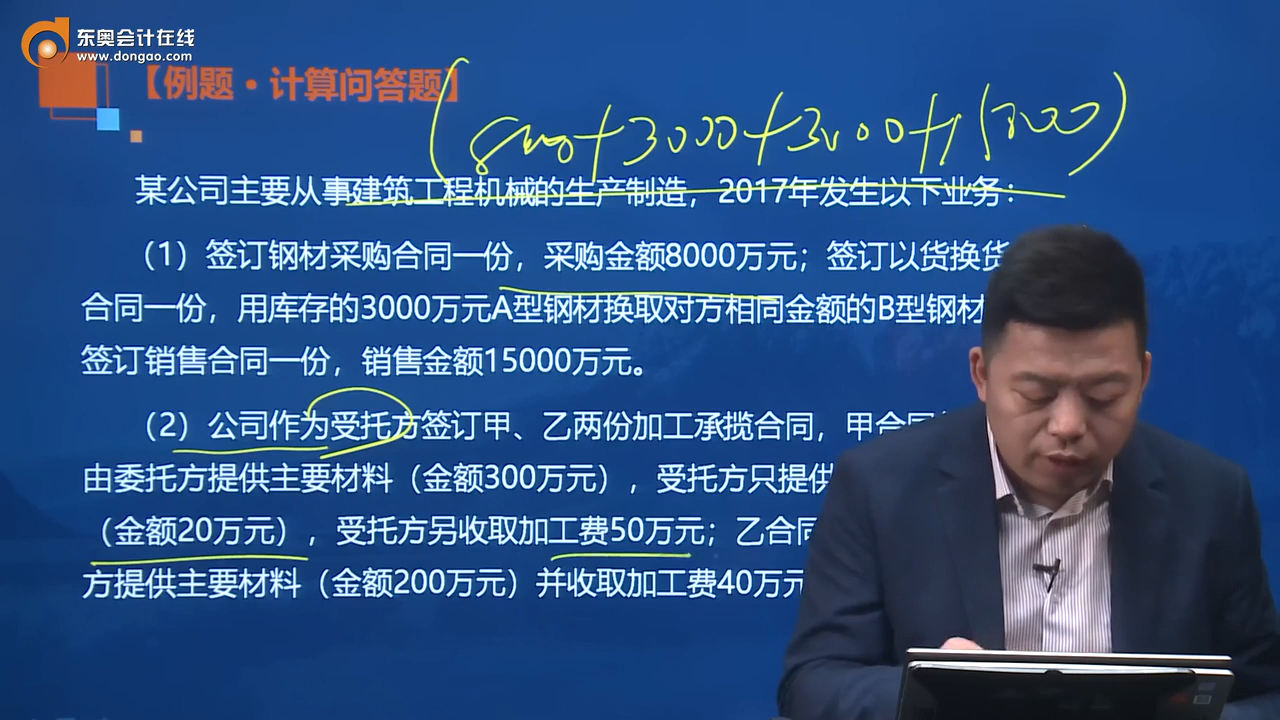 东奥会计在线
www.dongao.com
【例题·计算问答题】
(8000+3000+3000+15000)
某公司主要从事建筑工程机械的生产制造，2017年发生以下业务：
（1）签订钢材采购合同一份，采购金额8000万元；签订以货换货
合同一份，用库存的3000万元A型钢材换取对方相同金额的B型钢材
签订销售合同一份，销售金额15000万元。
（2）公司作为受托方签订甲、乙两份加工承揽合同，甲合同
由委托方提供主要材料（金额300万元），受托方只提供
（金额20万元），受托方另收取加工费50万元；乙合同
方提供主要材料（金额200万元）并收取加工费40万元